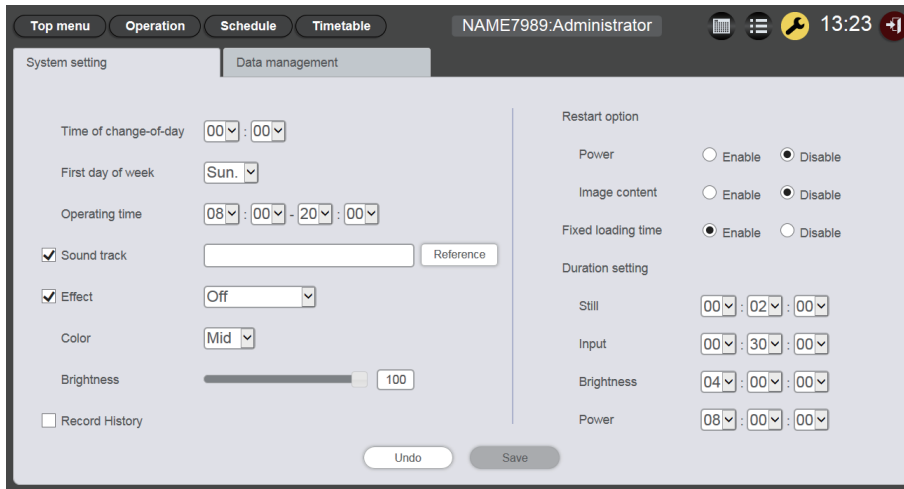 Top menu Operation Schedule Timetable NAME7989:Administrator 13:23
System setting Data management
Time of change-of-day 00 : 00
First day of week Sun.
Operating time 08 : 00 - 20 : 00
Sound track Reference
Effect Off
Color Mid
Brightness 100
Record History
Restart option
Power Enable Disable
Image content Enable Disable
Fixed loading time Enable Disable
Duration setting
Still 00 : 02 : 00
Input 00 : 30 : 00
Brightness 04 : 00 : 00
Power 08 : 00 : 00
Undo Save